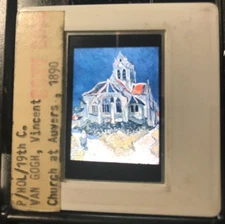 P/HOL/19th C.
VAN GOGH, Vincent
Church at Auvers, 1890